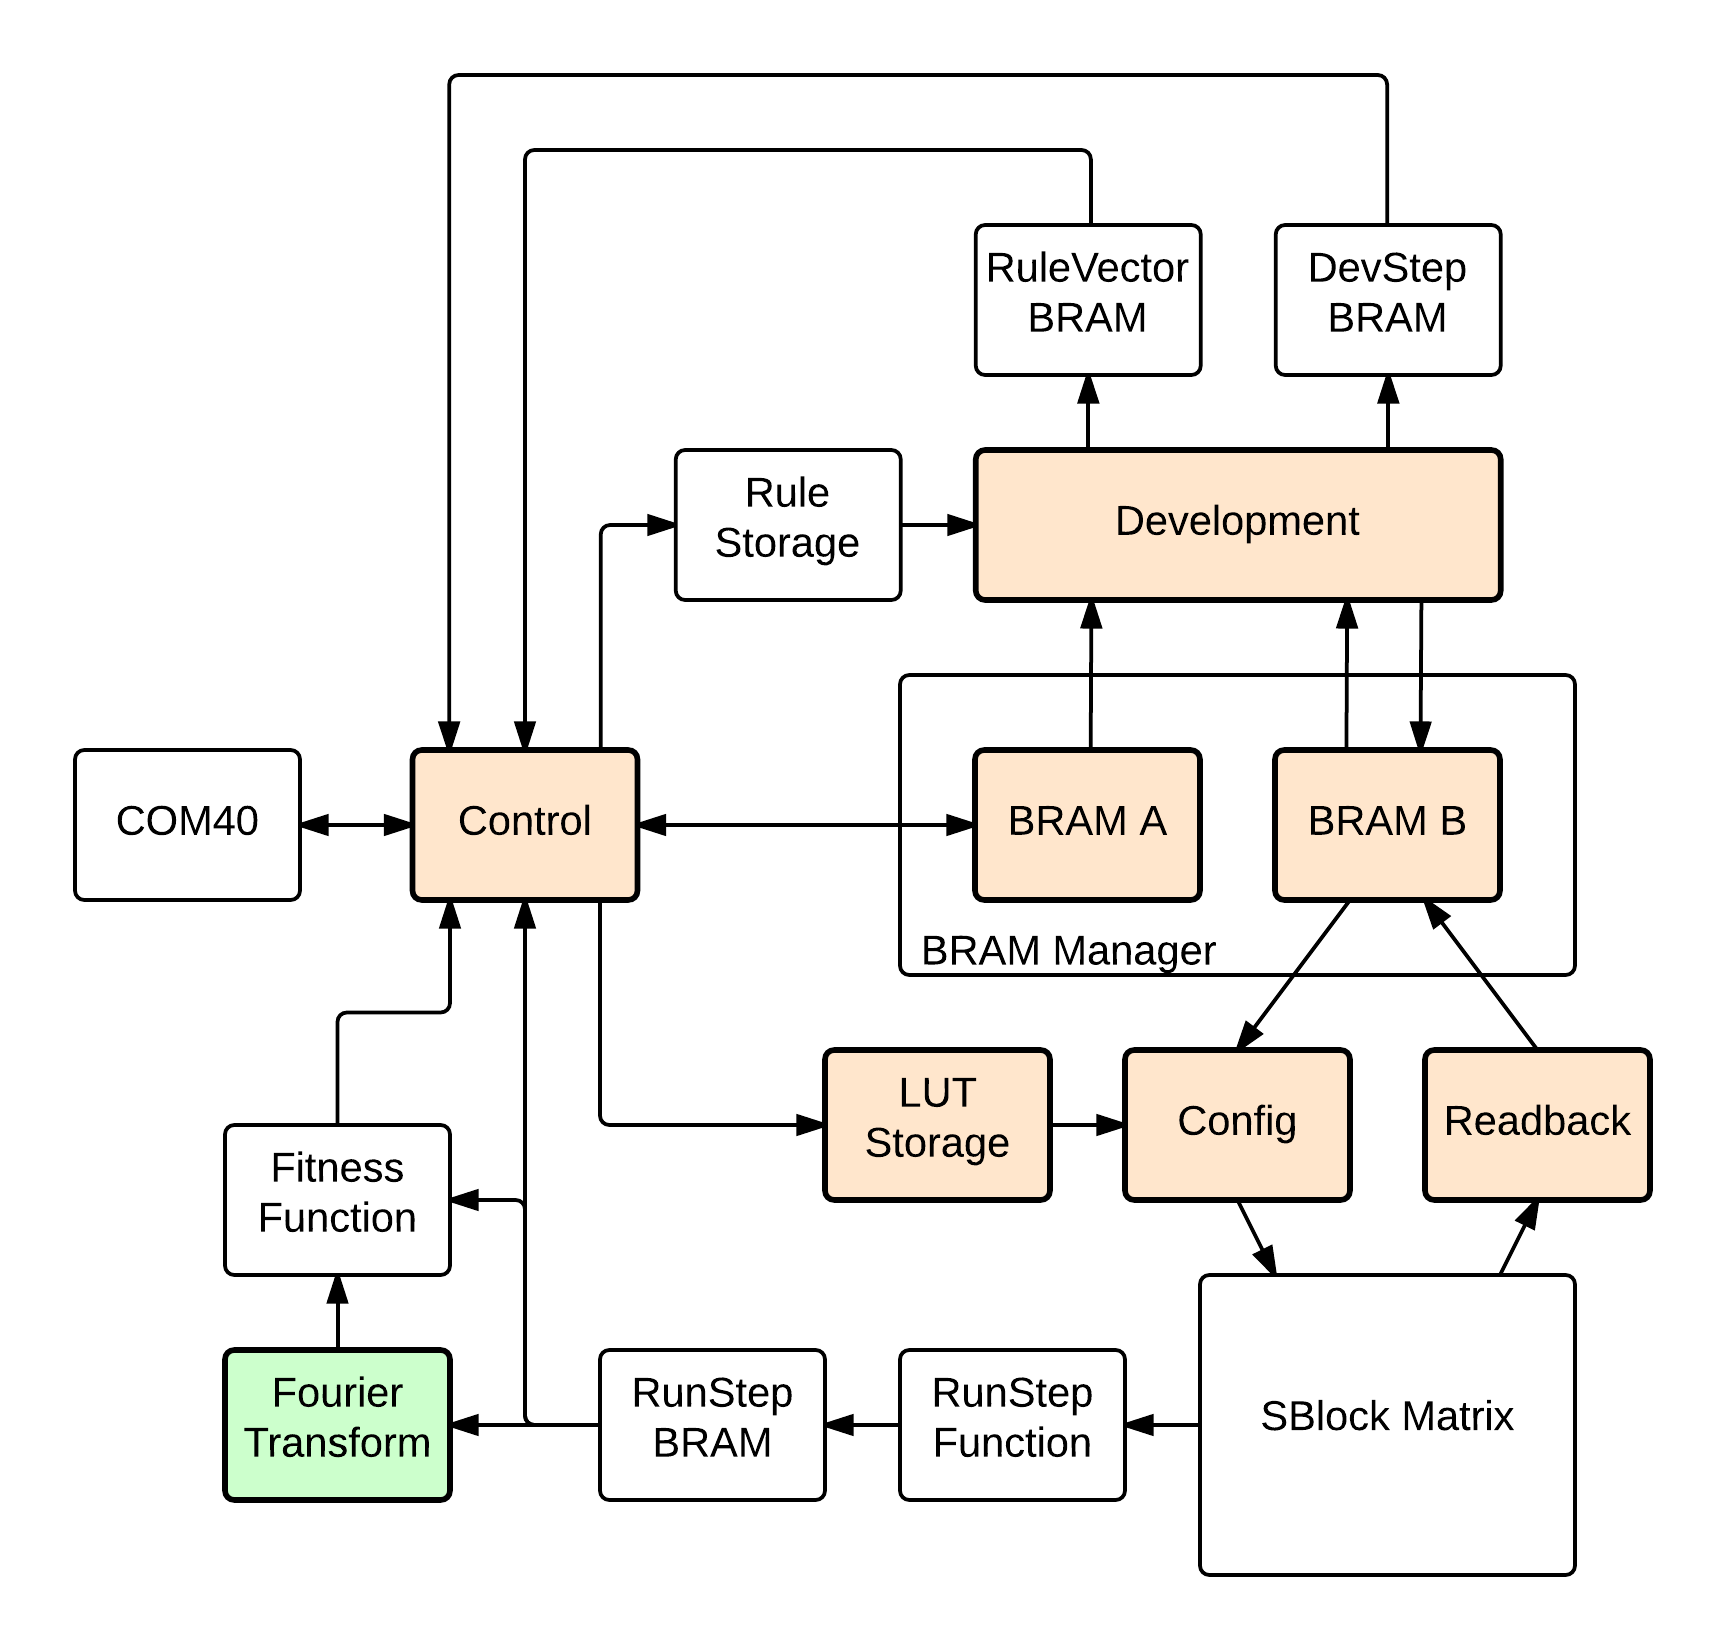 RuleVector
BRAM
DevStep
BRAM
Rule
Storage
Development
COM40
Control
BRAM A
BRAM B
BRAM Manager
LUT
Storage
Config
Readback
Fitness
Function
Fourier
Transform
RunStep
BRAM
RunStep
Function
SBlock Matrix